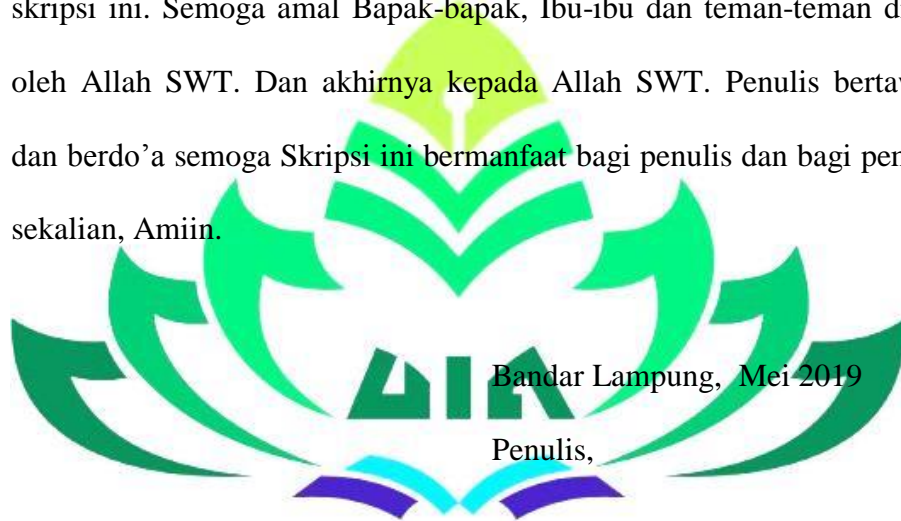 skripsi ini. Semoga amal Bapak-bapak, Ibu-ibu dan teman-teman
oleh Allah SWT. Dan akhirnya kepada Allah SWT. Penulis
dan berdo’a semoga Skripsi ini bermanfaat bagi penulis dan bagi
sekalian, Amiin.
UIN
Bandar Lampung, Mei 2019
Penulis,